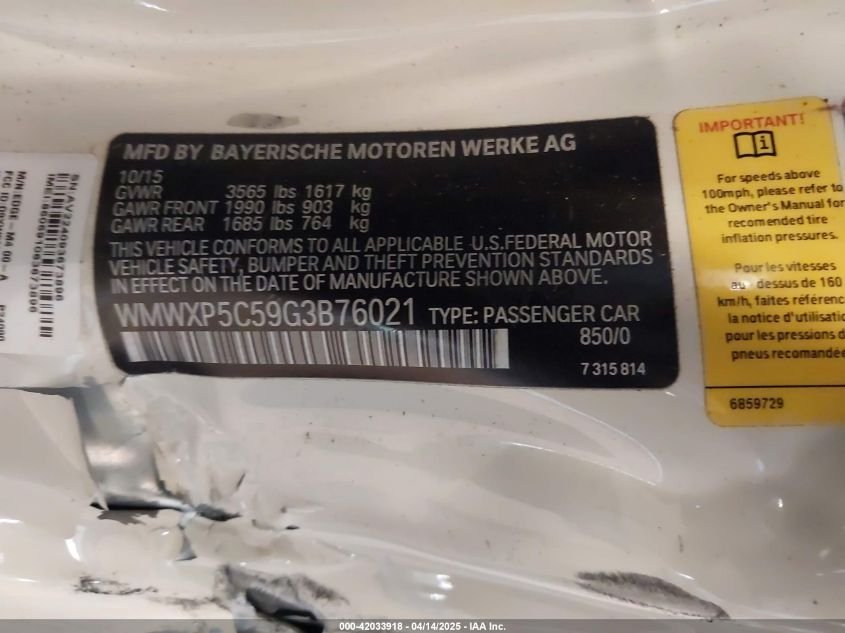 MFD BY BAYERISCHE MOTOREN WERKE AG
10/15
GVWR 3565 lbs 1617 kg
GAWR FRONT 1990 lbs 903 kg
GAWR REAR 1685 lbs 764 kg
THIS VEHICLE CONFORMS TO ALL APPLICABLE U.S.FEDERAL MOTOR
VEHICLE SAFETY, BUMPER AND THEFT PREVENTION STANDARDS
IN EFFECT ON THE DATE OF MANUFACTURE SHOWN ABOVE.
WMWXP5C59G3B76021 TYPE: PASSENGER CAR
850/0
7 315 814
IMPORTANT!
For speeds above
100mph, please refer to
the Owner's Manual for
recomended tire
inflation pressures.
Pour les vitesses
au dessus de 160
km/h, faites référenc
la notice d'utilisatio
pour les pressions d
pneus recomandée
6859729
000-42033918 - 04/14/2025 - IAA Inc.